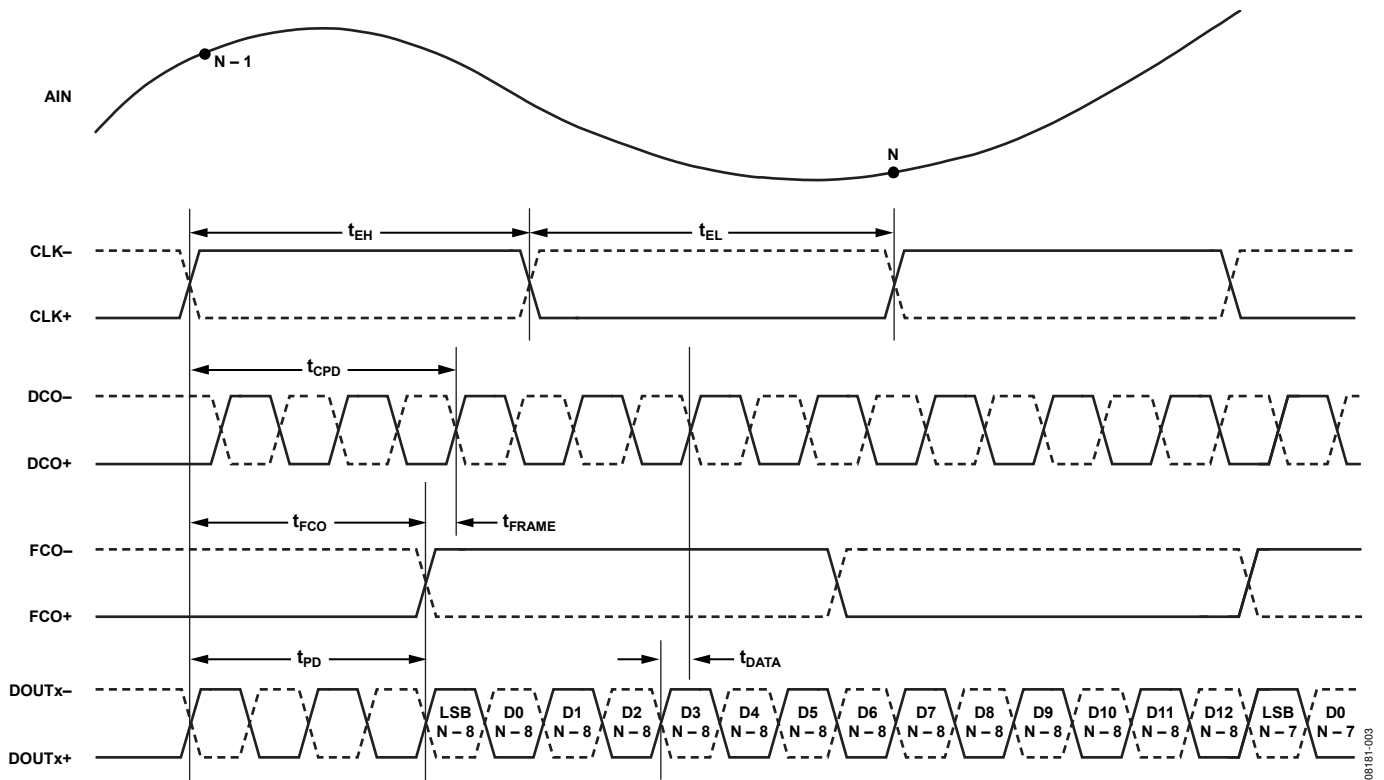 N – 1
AIN
N
tEH
tEL
CLK–
CLK+
tCPD
DCO–
DCO+
tFCO
tFRAME
FCO–
FCO+
tPD
tDATA
DOUTx–
DOUTx+
LSB
N – 8
D0
N – 8
D1
N – 8
D2
N – 8
D3
N – 8
D4
N – 8
D5
N – 8
D6
N – 8
D7
N – 8
D8
N – 8
D9
N – 8
D10
N – 8
D11
N – 8
D12
N – 8
LSB
N – 7
D0
N – 7
08181-003